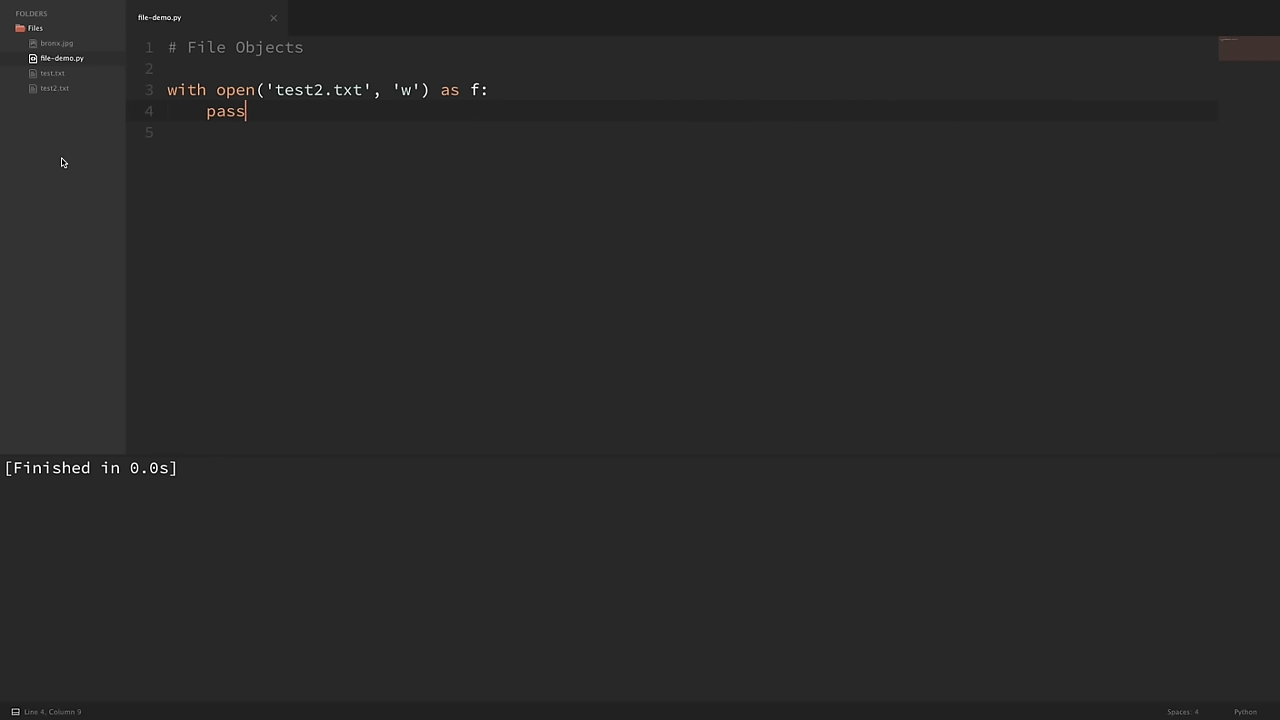 FOLDERS
Files
bronx.jpg
file-demo.py
test.txt
test2.txt
file-demo.py
1 # File Objects
2
3 with open('test2.txt', 'w') as f:
4     pass
5
[Finished in 0.0s]
Line 4, Column 9
Spaces: 4
Python